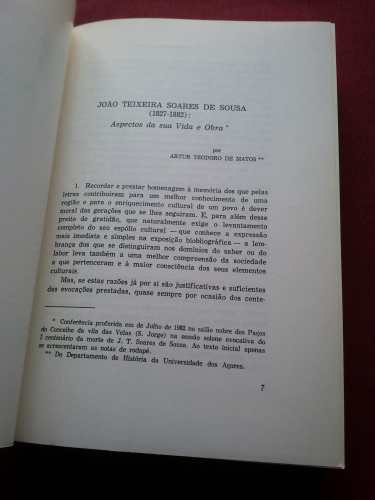 JOÃO TEIXEIRA SOARES DE SOUSA
(1827-1882):
Aspectos da sua Vida e Obra *
por
ARTUR TEODORO DE MATOS **
1. Recordar e prestar homenagem à memória dos que pelas
letras contribuíram para um melhor conhecimento de uma
região e para o enriquecimento cultural de um povo é dever
moral das gerações que se lhes seguiram. E, para além desse
preito de gratidão, que naturalmente exige o levantamento
completo do seu espólio cultural — que conhece a expressão
mais imediata e simples na exposição biobliográfica — a lem-
brança dos que se distinguiram nos domínios do saber ou do
labor leva também a uma melhor compreensão da sociedade
a que pertenceram e à maior consciência dos seus elementos
culturais.
Mas, se estas razões já por si são justificativas e suficientes
das evocações prestadas, quase sempre por ocasião dos cente-
* Conferência proferida em de Julho de 1982 no salão nobre dos Paços
do Concelho da vila das Velas (S. Jorge) na sessão solene evocativa do
I centenário da morte de J. T. Soares de Sousa. Ao texto inicial apenas
se acrescentaram as notas de rodapé.
** Do Departamento de História da Universidade dos Açores.
7